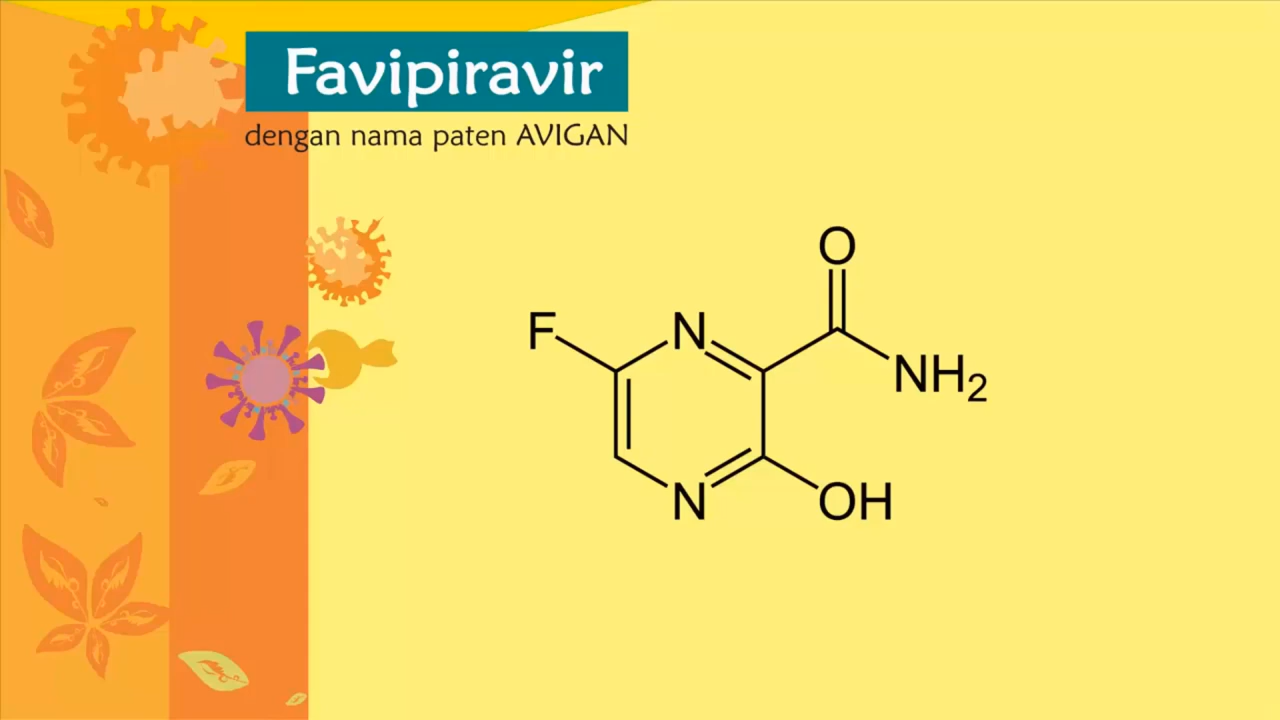 Favipiravir
dengan nama paten AVIGAN
O
F
N
NH₂
N
OH